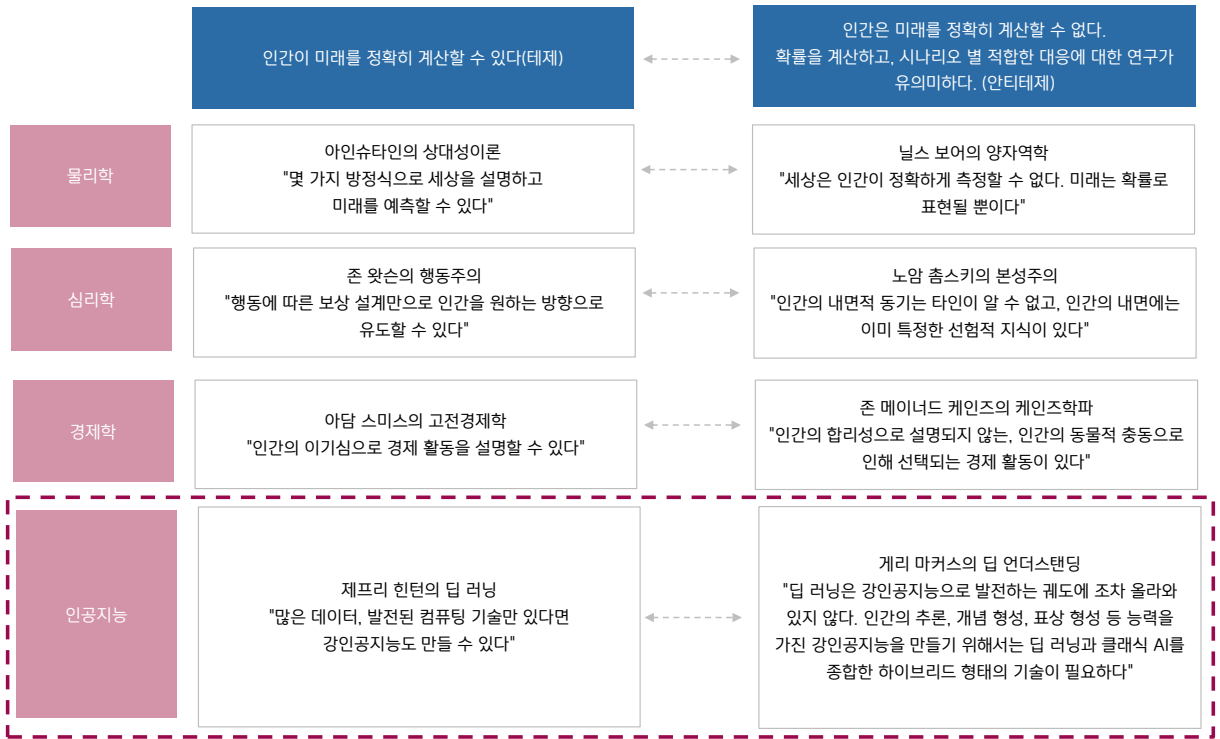 인간이 미래를 정확히 계산할 수 있다(테제)
인간은 미래를 정확히 계산할 수 없다.
확률을 계산하고, 시나리오 별 적합한 대응에 대한 연구가
유의미하다. (안티테제)
물리학
아인슈타인의 상대성이론
"몇 가지 방정식으로 세상을 설명하고
미래를 예측할 수 있다"
닐스 보어의 양자역학
"세상은 인간이 정확하게 측정할 수 없다. 미래는 확률로
표현될 뿐이다"
심리학
존 왓슨의 행동주의
"행동에 따른 보상 설계만으로 인간을 원하는 방향으로
유도할 수 있다"
노암 촘스키의 본성주의
"인간의 내면적 동기는 타인이 알 수 없고, 인간의 내면에는
이미 특정한 선험적 지식이 있다"
경제학
아담 스미스의 고전경제학
"인간의 이기심으로 경제 활동을 설명할 수 있다"
존 메이너드 케인즈의 케인즈학파
"인간의 합리성으로 설명되지 않는, 인간의 동물적 충동으로
인해 선택되는 경제 활동이 있다"
인공지능
제프리 힌턴의 딥 러닝
"많은 데이터, 발전된 컴퓨팅 기술만 있다면
강인공지능도 만들 수 있다"
게리 마커스의 딥 언더스탠딩
"딥 러닝은 강인공지능으로 발전하는 궤도에 조차 올라와
있지 않다. 인간의 추론, 개념 형성, 표상 형성 등 능력을
가진 강인공지능을 만들기 위해서는 딥 러닝과 클래식 AI를
종합한 하이브리드 형태의 기술이 필요하다"